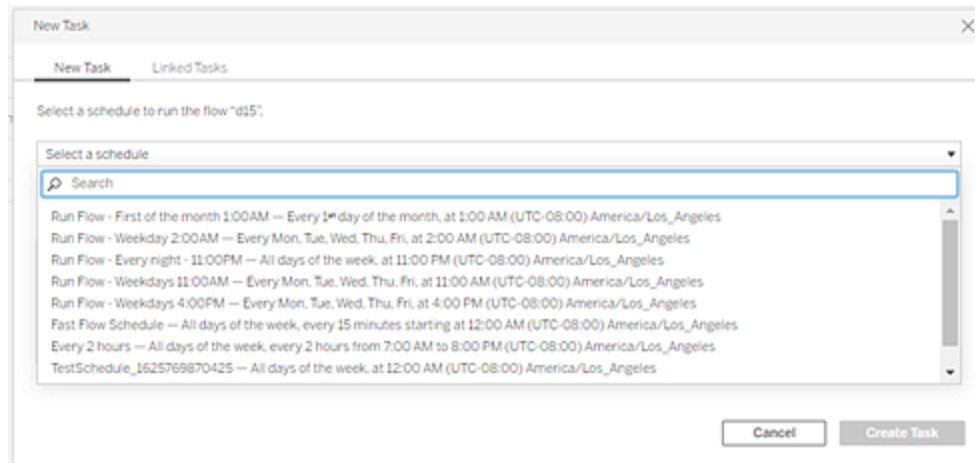 New Task
New Task Linked Tasks
Select a schedule to run the flow "d15".
Select a schedule
Search
Run Flow - First of the month 1:00AM — Every 1st day of the month, at 1:00 AM (UTC-08:00) America/Los_Angeles
Run Flow - Weekday 2:00AM — Every Mon, Tue, Wed, Thu, Fri, at 2:00 AM (UTC-08:00) America/Los_Angeles
Run Flow - Every night - 11:00PM — All days of the week, at 11:00 PM (UTC-08:00) America/Los_Angeles
Run Flow - Weekdays 11:00AM — Every Mon, Tue, Wed, Thu, Fri, at 11:00 AM (UTC-08:00) America/Los_Angeles
Run Flow - Weekdays 4:00PM — Every Mon, Tue, Wed, Thu, Fri, at 4:00 PM (UTC-08:00) America/Los_Angeles
Fast Flow Schedule — All days of the week, every 15 minutes starting at 12:00 AM (UTC-08:00) America/Los_Angeles
Every 2 hours — All days of the week, every 2 hours from 7:00 AM to 8:00 PM (UTC-08:00) America/Los_Angeles
TestSchedule_1625769870425 — All days of the week, at 12:00 AM (UTC-08:00) America/Los_Angeles
Cancel Create Task